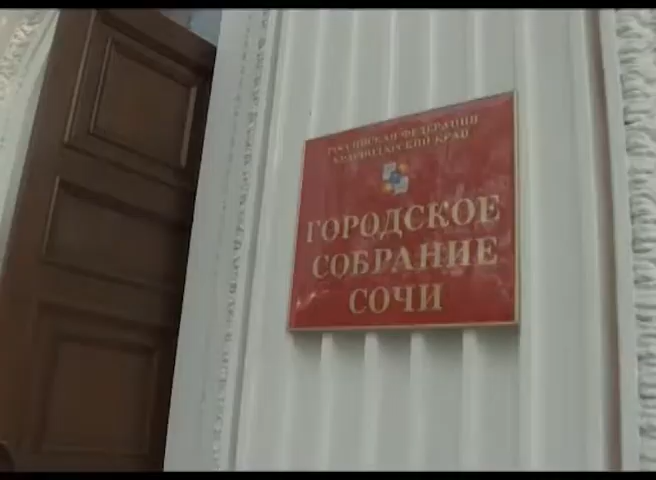 РОССИЙСКАЯ ФЕДЕРАЦИЯ
КРАСНОДАРСКИЙ КРАЙ
ГОРОДСКОЕ
СОБРАНИЕ
СОЧИ